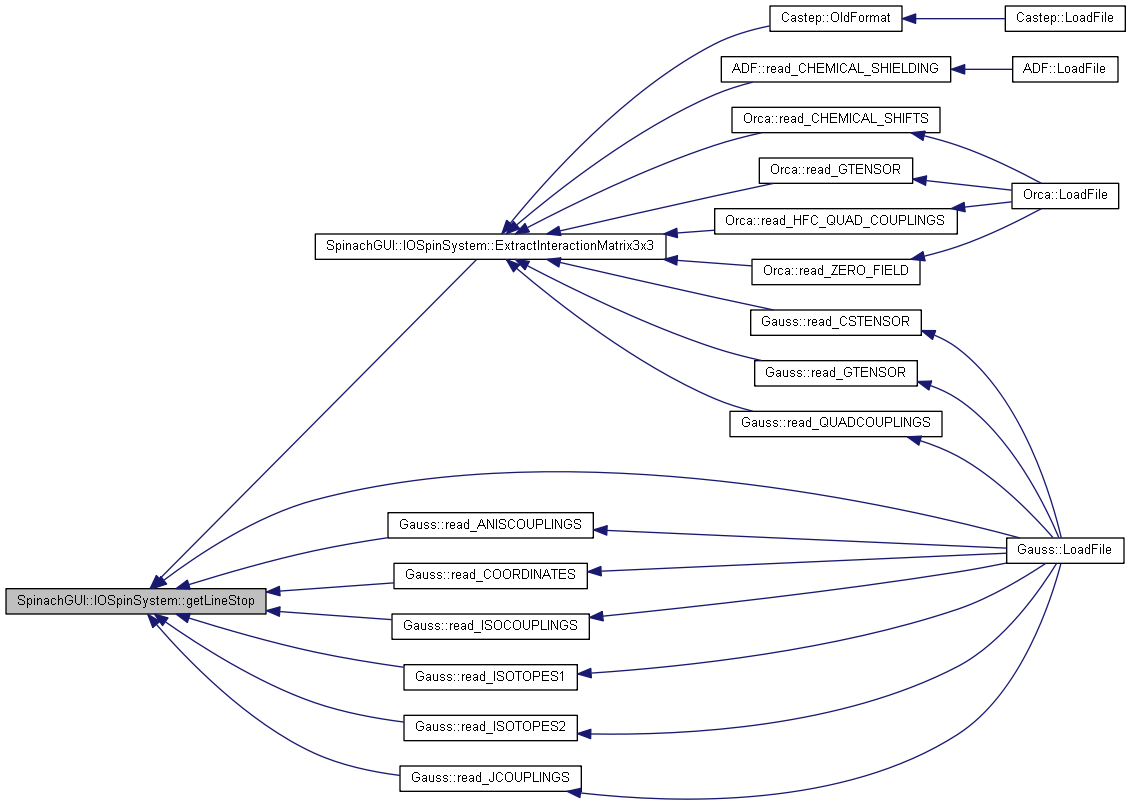 Castep::OldFormat
Castep::LoadFile
ADF::read_CHEMICAL_SHIELDING
ADF::LoadFile
Orca::read_CHEMICAL_SHIFTS
Orca::read_GTENSOR
Orca::LoadFile
Orca::read_HFC_QUAD_COUPLINGS
SpinachGUI::IOSpinSystem::ExtractInteractionMatrix3x3
Orca::read_ZERO_FIELD
Gauss::read_CSTENSOR
Gauss::read_GTENSOR
Gauss::read_QUADCOUPLINGS
Gauss::read_ANISCOUPLINGS
Gauss::LoadFile
Gauss::read_COORDINATES
SpinachGUI::IOSpinSystem::getLineStop
Gauss::read_ISOCOUPLINGS
Gauss::read_ISOTOPES1
Gauss::read_ISOTOPES2
Gauss::read_JCOUPLINGS